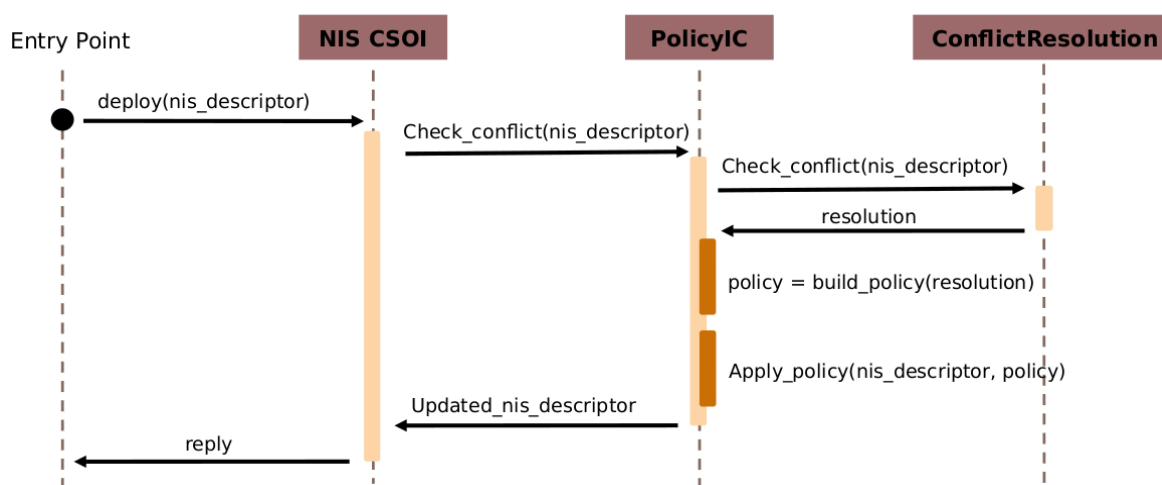 Entry Point
NIS CSOI
PolicyIC
ConflictResolution
deploy(nis_descriptor)
Check_conflict(nis_descriptor)
Check_conflict(nis_descriptor)
resolution
policy = build_policy(resolution)
Apply_policy(nis_descriptor, policy)
Updated_nis_descriptor
reply